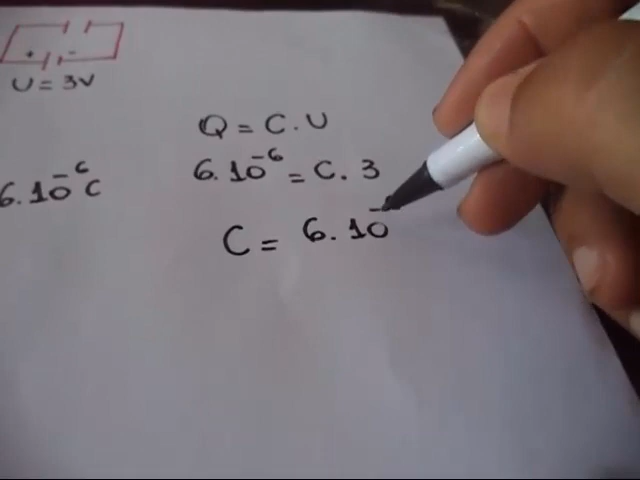 + -
U = 3V
Q = C.U
6.10⁻⁶ C
6.10⁻⁶ = C. 3
C = 6. 10⁻